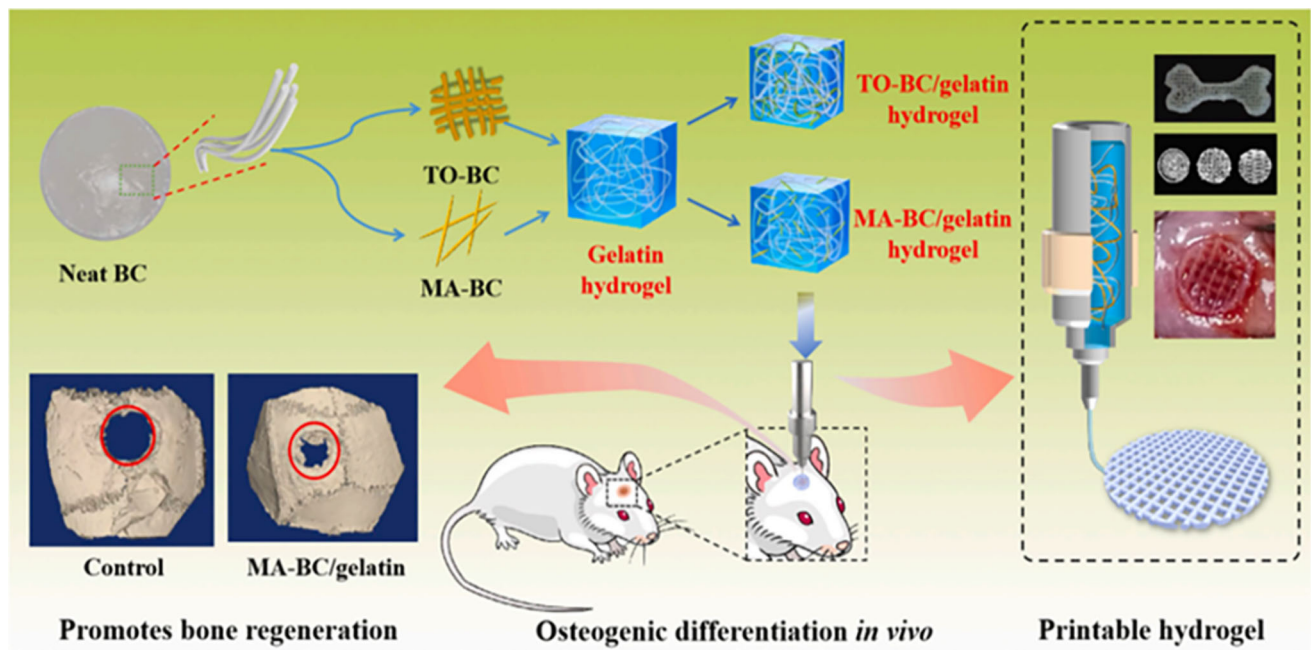 Neat BC
TO-BC
MA-BC
Gelatin
hydrogel
TO-BC/gelatin
hydrogel
MA-BC/gelatin
hydrogel
Control
MA-BC/gelatin
Promotes bone regeneration
Osteogenic differentiation in vivo
Printable hydrogel